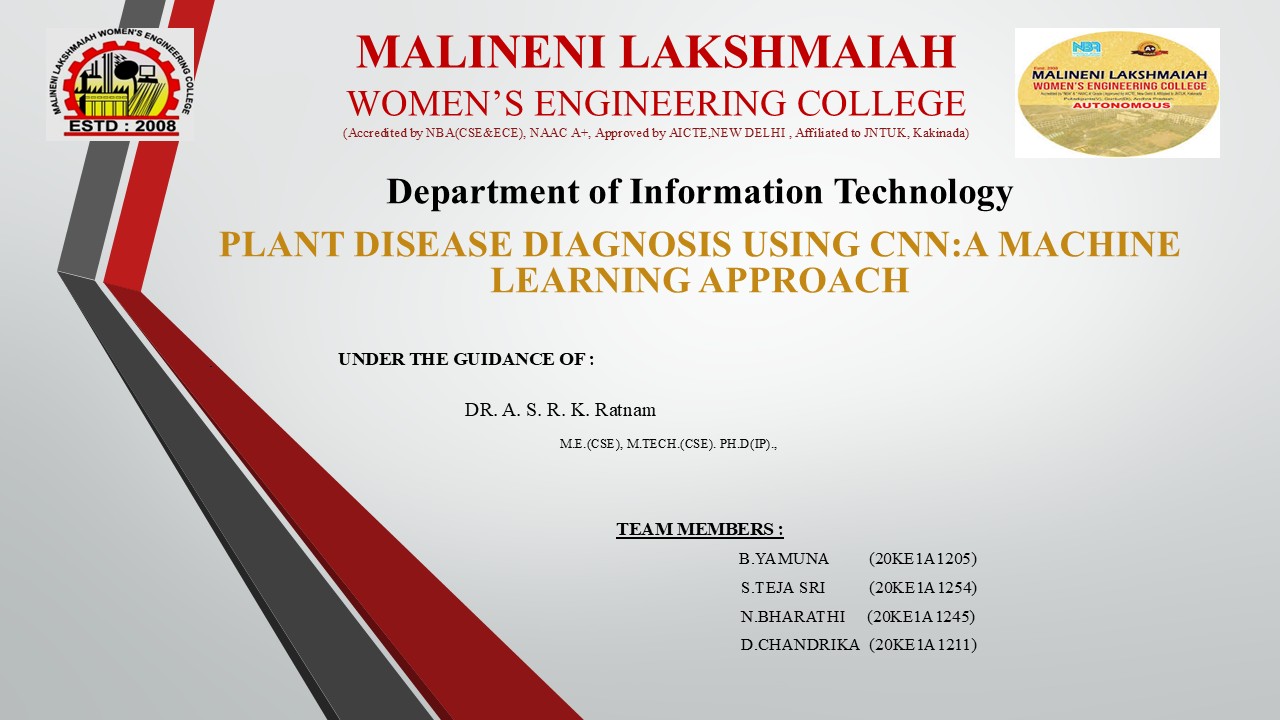 MALINENI LAKSHMAIAH WOMEN'S ENGINEERING COLLEGE
ESTD : 2008
MALINENI LAKSHMAIAH
WOMEN’S ENGINEERING COLLEGE
(Accredited by NBA(CSE&ECE), NAAC A+, Approved by AICTE,NEW DELHI , Affiliated to JNTUK, Kakinada)
NBA
A+
Estd. 2008
MALINENI LAKSHMAIAH
WOMEN'S ENGINEERING COLLEGE
AUTONOMOUS
Department of Information Technology
PLANT DISEASE DIAGNOSIS USING CNN:A MACHINE
LEARNING APPROACH
UNDER THE GUIDANCE OF :
DR. A. S. R. K. Ratnam
M.E.(CSE), M.TECH.(CSE). PH.D(IP).,
TEAM MEMBERS :
B.YAMUNA (20KE1A1205)
S.TEJA SRI (20KE1A1254)
N.BHARATHI (20KE1A1245)
D.CHANDRIKA (20KE1A1211)